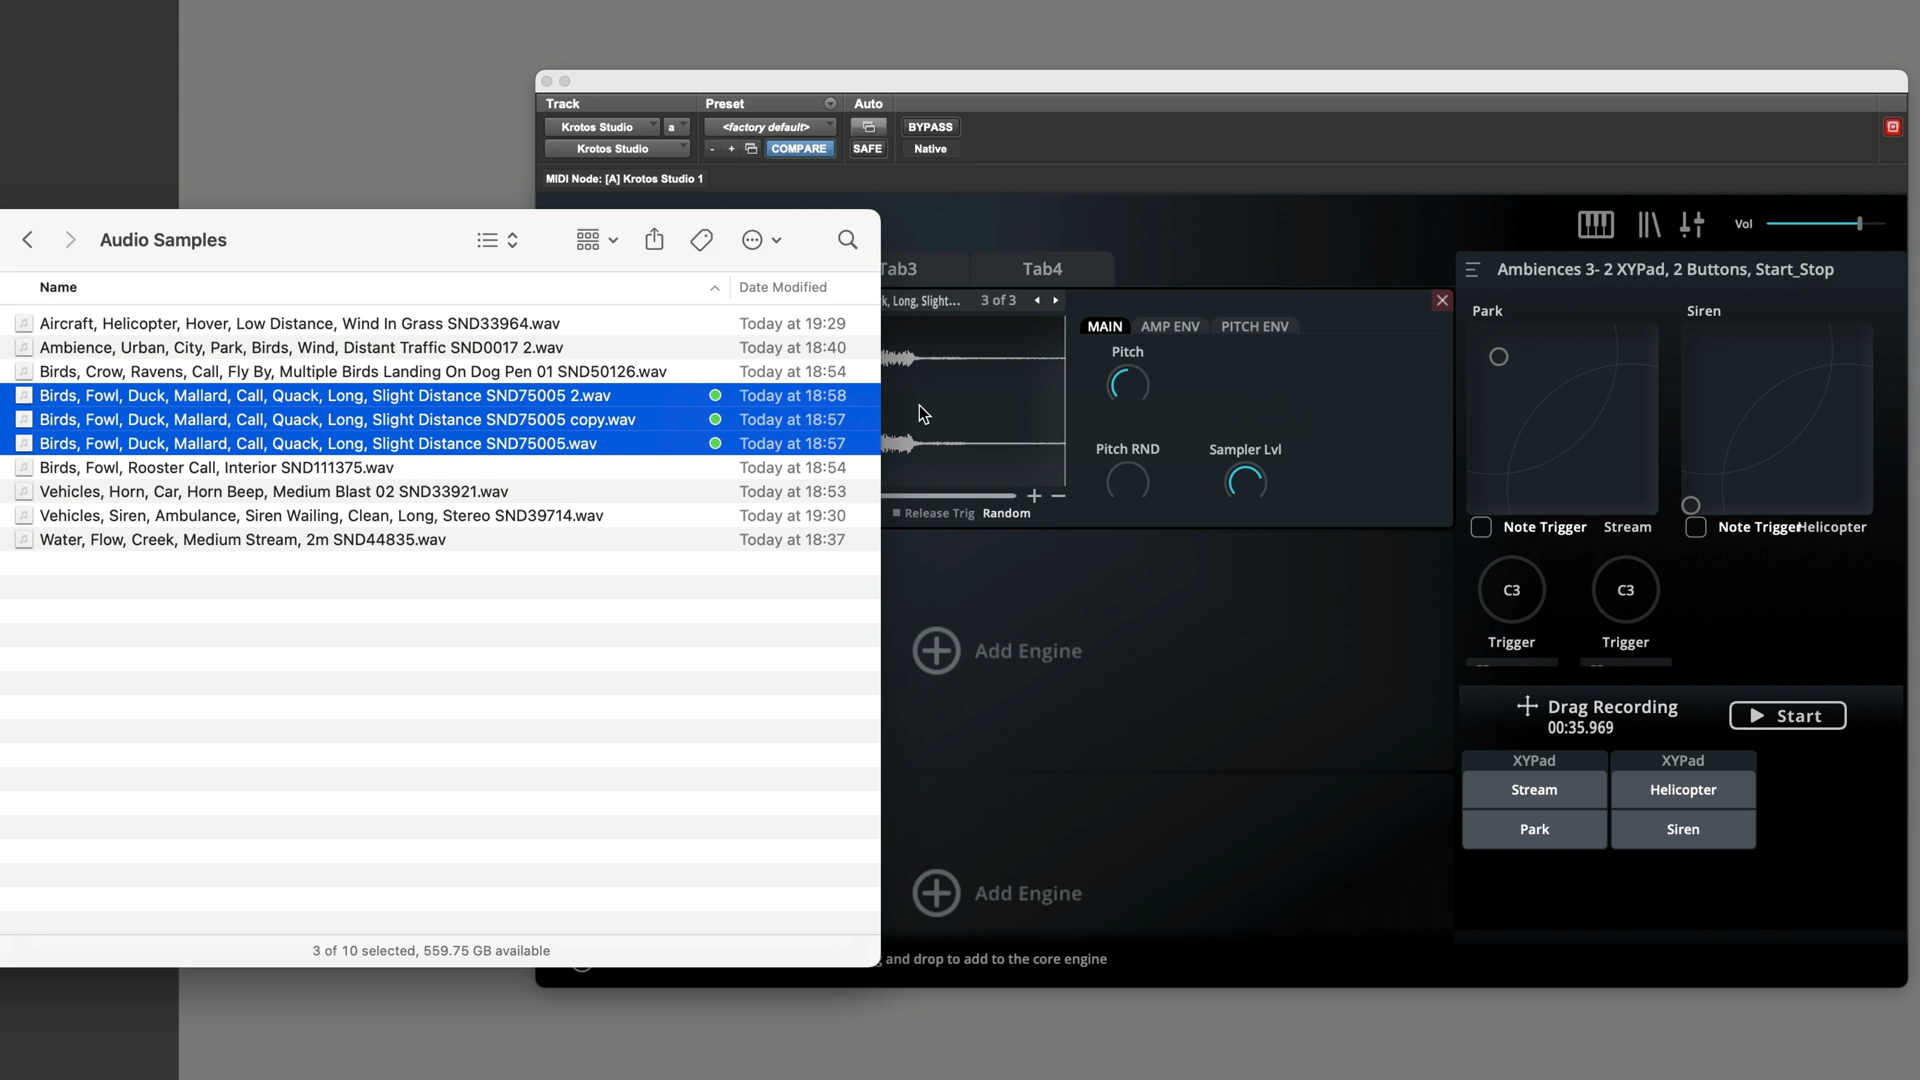 Track
Preset
Auto
Krotos Studio
a
<factory default>
BYPASS
Krotos Studio
- +
COMPARE
SAFE
Native
MIDI Node: [A] Krotos Studio 1
Audio Samples
Name
Date Modified
Aircraft, Helicopter, Hover, Low Distance, Wind In Grass SND33964.wav
Today at 19:29
Ambience, Urban, City, Park, Birds, Wind, Distant Traffic SND0017 2.wav
Today at 18:40
Birds, Crow, Ravens, Call, Fly By, Multiple Birds Landing On Dog Pen 01 SND50126.wav
Today at 18:54
Birds, Fowl, Duck, Mallard, Call, Quack, Long, Slight Distance SND75005 2.wav
Today at 18:58
Birds, Fowl, Duck, Mallard, Call, Quack, Long, Slight Distance SND75005 copy.wav
Today at 18:57
Birds, Fowl, Duck, Mallard, Call, Quack, Long, Slight Distance SND75005.wav
Today at 18:57
Birds, Fowl, Rooster Call, Interior SND111375.wav
Today at 18:54
Vehicles, Horn, Car, Horn Beep, Medium Blast 02 SND33921.wav
Today at 18:53
Vehicles, Siren, Ambulance, Siren Wailing, Clean, Long, Stereo SND39714.wav
Today at 19:30
Water, Flow, Creek, Medium Stream, 2m SND44835.wav
Today at 18:37
3 of 10 selected, 559.75 GB available
Vol
Tab3
Tab4
k, Long, Slight...
3 of 3
MAIN
AMP ENV
PITCH ENV
Pitch
Pitch RND
Sampler Lvl
Release Trig
Random
Add Engine
Add Engine
and drop to add to the core engine
Ambiences 3- 2 XYPad, 2 Buttons, Start_Stop
Park
Siren
Note Trigger
Stream
Note Trigger
Helicopter
C3
C3
Trigger
Trigger
Drag Recording
00:35.969
Start
XYPad
XYPad
Stream
Helicopter
Park
Siren